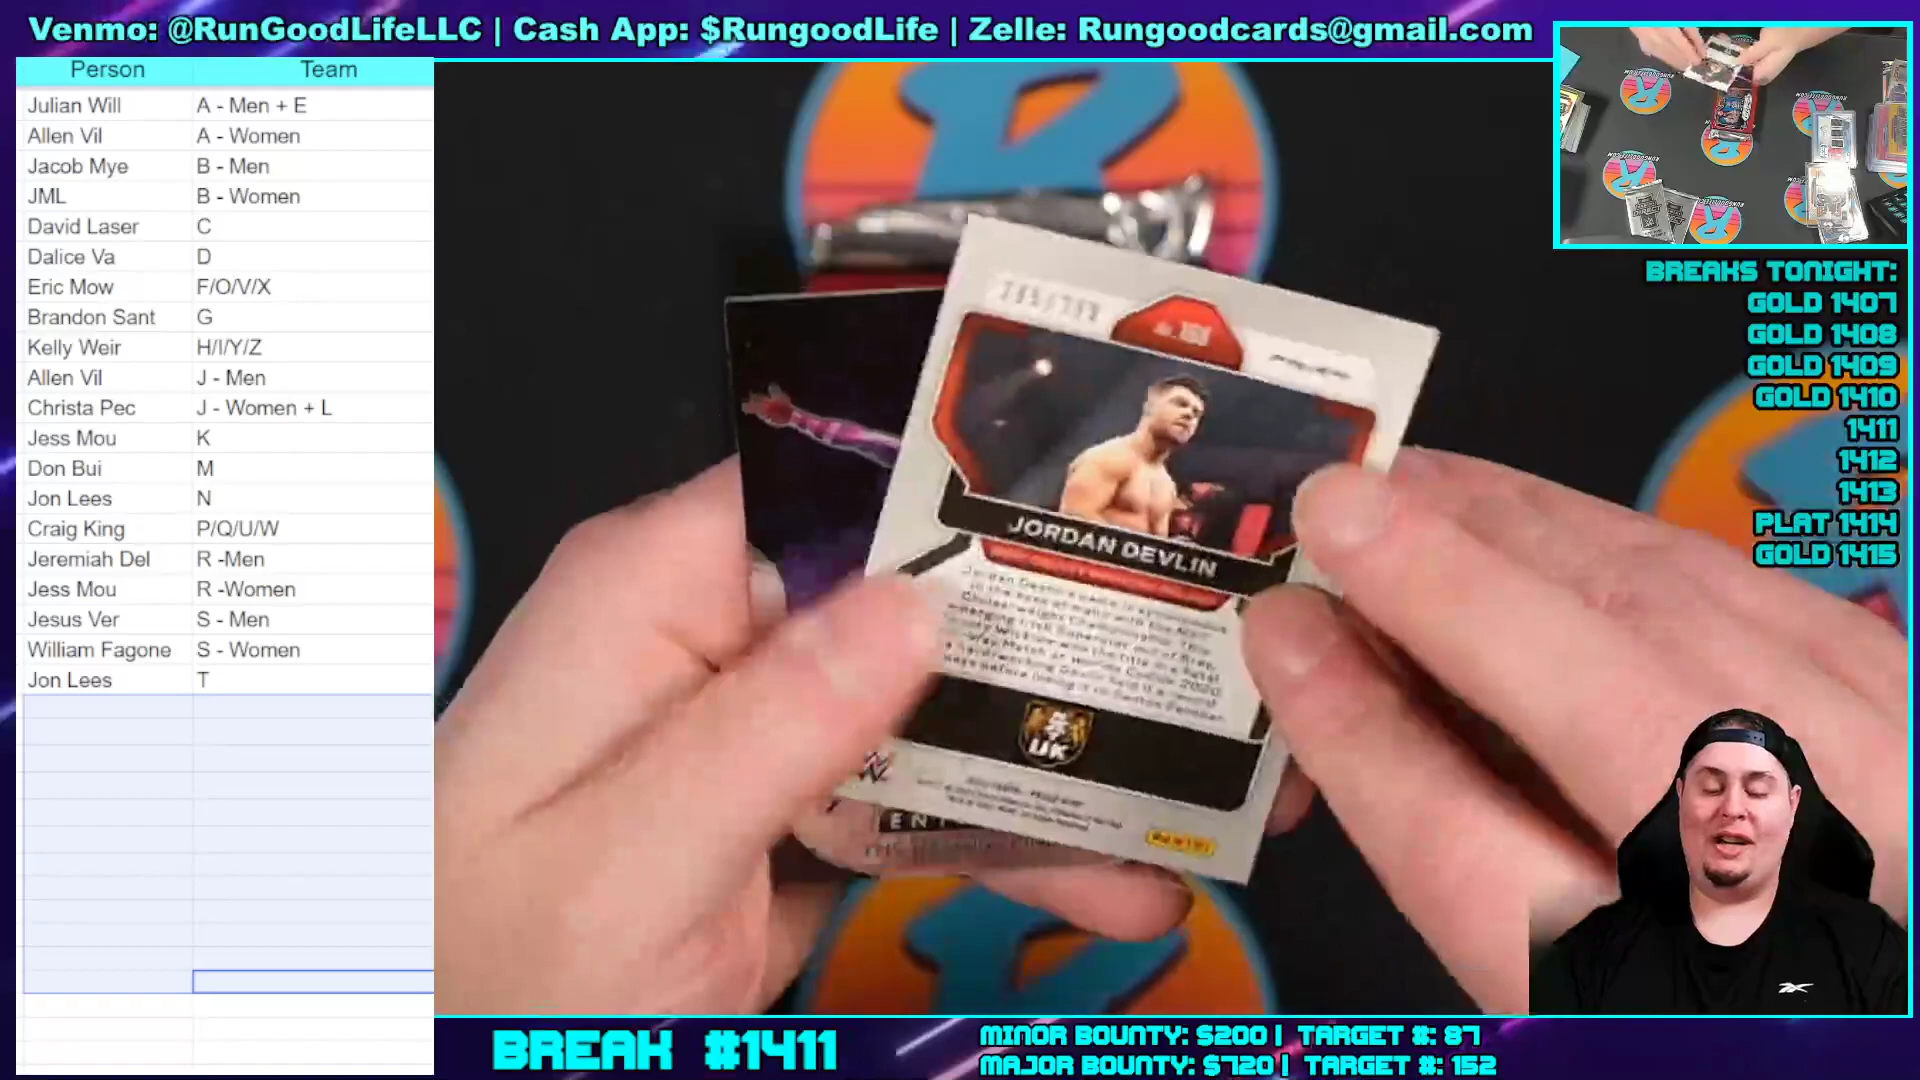 Venmo: @RunGoodLifeLLC | Cash App: $RungoodLife | Zelle: Rungoodcards@gmail.com
Person Team
Julian Will A - Men + E
Allen Vil A - Women
Jacob Mye B - Men
JML B - Women
David Laser C
Dalice Va D
Eric Mow F/O/V/X
Brandon Sant G
Kelly Weir H/I/Y/Z
Allen Vil J - Men
Christa Pec J - Women + L
Jess Mou K
Don Bui M
Jon Lees N
Craig King P/Q/U/W
Jeremiah Del R -Men
Jess Mou R -Women
Jesus Ver S - Men
William Fagone S - Women
Jon Lees T
JORDAN DEVLIN
UK
PANINI
BREAKS TONIGHT:
GOLD 1407
GOLD 1408
GOLD 1409
GOLD 1410
1411
1412
1413
PLAT 1414
GOLD 1415
BREAK #1411
MINOR BOUNTY: $200 | TARGET #: 87
MAJOR BOUNTY: $720 | TARGET #: 152